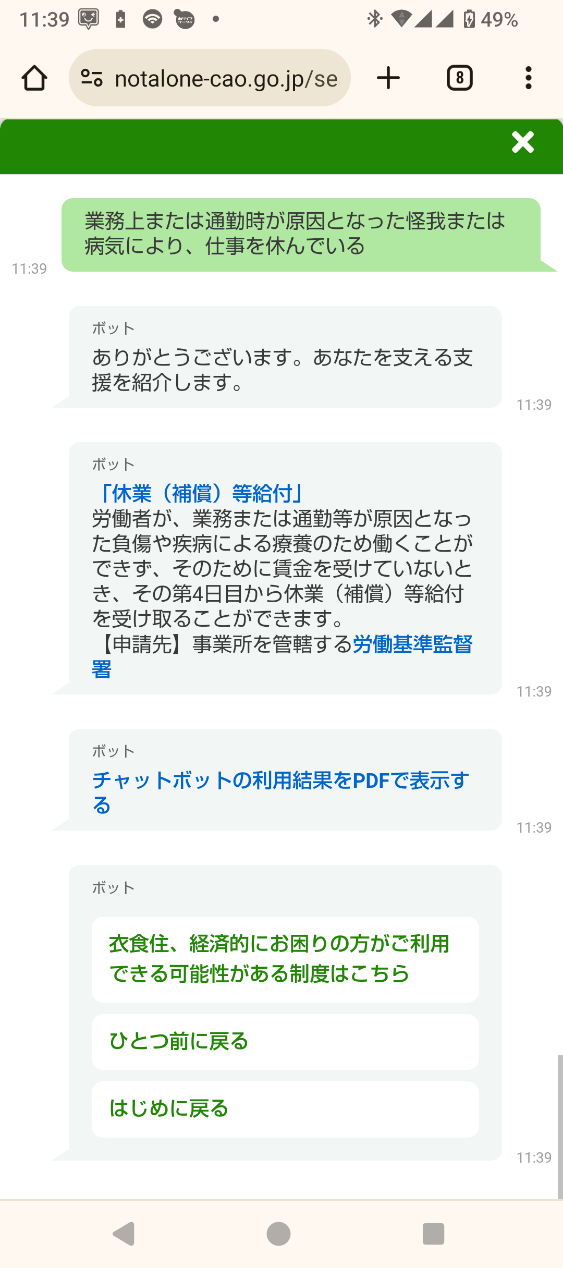 11:39
49%
notalone-cao.go.jp/se
8
業務上または通勤時が原因となった怪我または
病気により、仕事を休んでいる
11:39
ボット
ありがとうございます。あなたを支える支
援を紹介します。
11:39
ボット
「休業（補償）等給付」
労働者が、業務または通勤等が原因となっ
た負傷や疾病による療養のため働くことが
できず、そのために賃金を受けていないと
き、その第4日目から休業（補償）等給付
を受け取ることができます。
【申請先】事業所を管轄する労働基準監督
署
11:39
ボット
チャットボットの利用結果をPDFで表示す
る
11:39
ボット
衣食住、経済的にお困りの方がご利用
できる可能性がある制度はこちら
ひとつ前に戻る
はじめに戻る
11:39